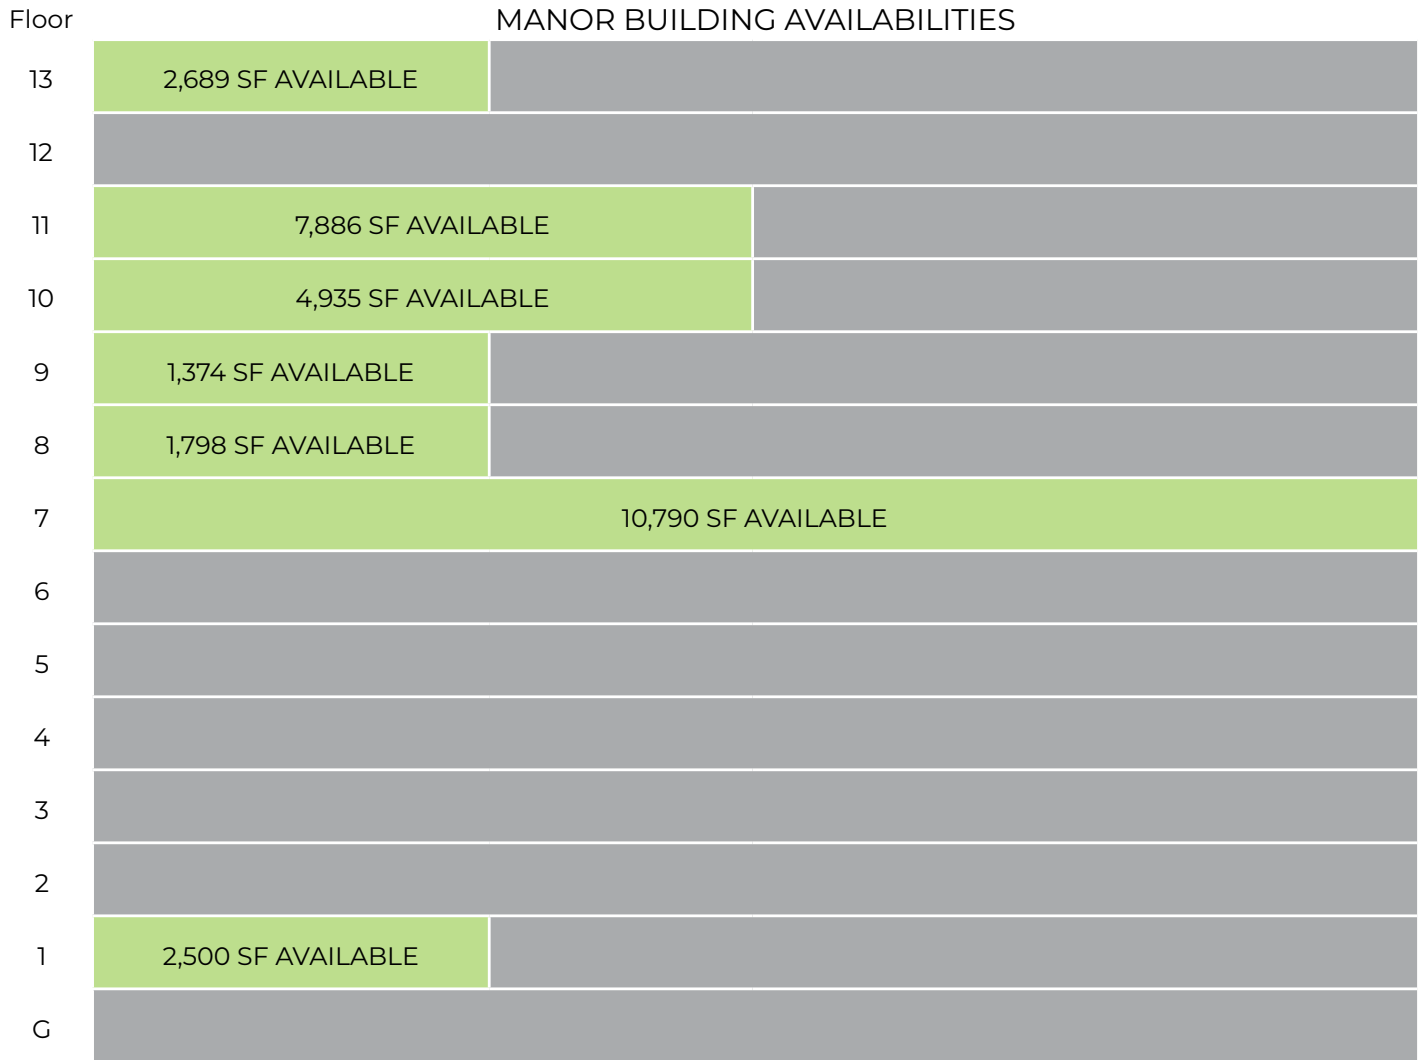 Floor
MANOR BUILDING AVAILABILITIES
13
2,689 SF AVAILABLE
12
11
7,886 SF AVAILABLE
10
4,935 SF AVAILABLE
9
1,374 SF AVAILABLE
8
1,798 SF AVAILABLE
7
10,790 SF AVAILABLE
6
5
4
3
2
1
2,500 SF AVAILABLE
G